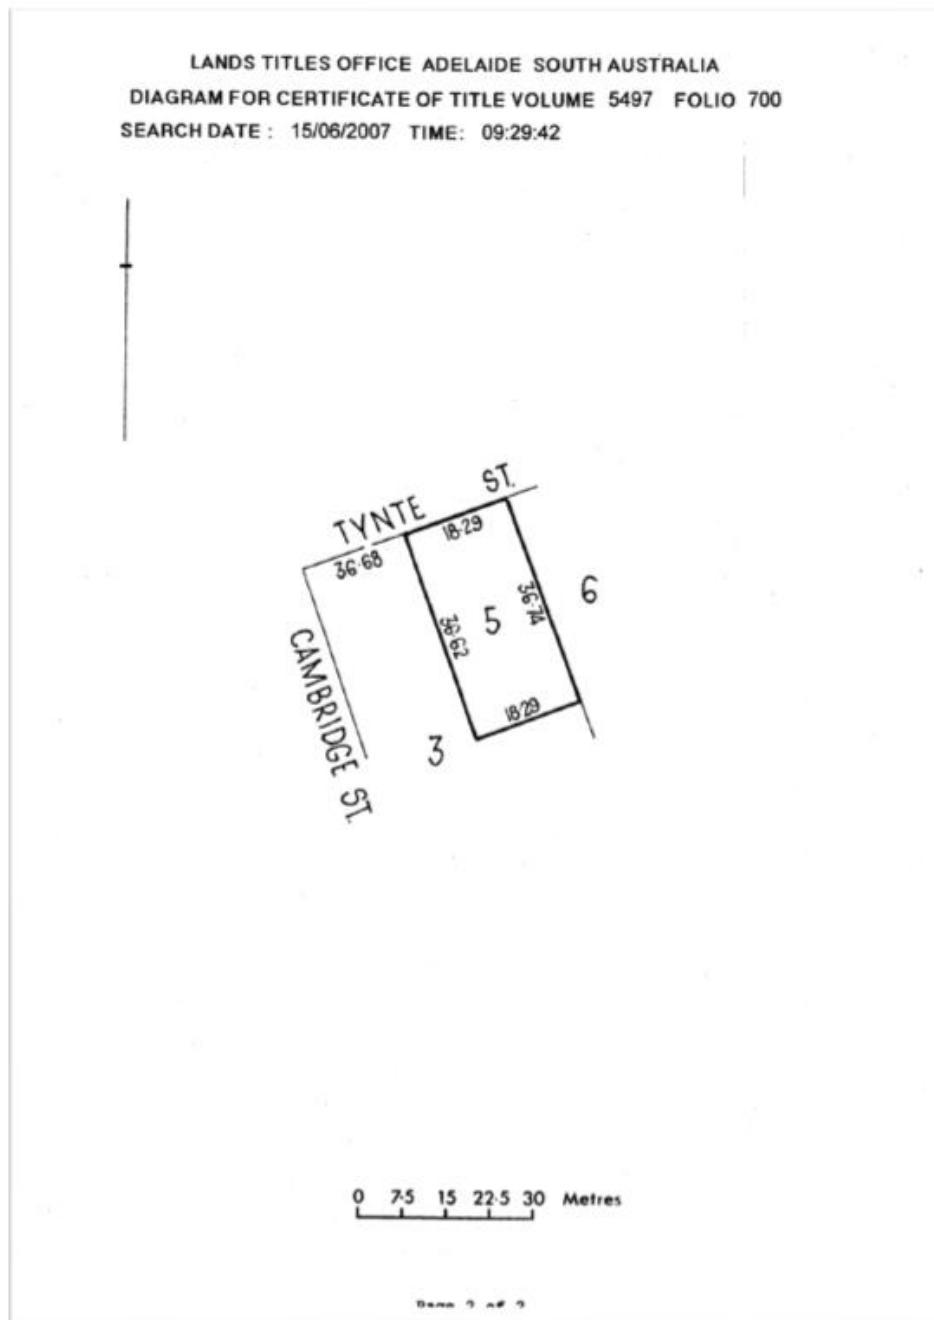 LANDS TITLES OFFICE ADELAIDE SOUTH AUSTRALIA
DIAGRAM FOR CERTIFICATE OF TITLE VOLUME 5497 FOLIO 700
SEARCH DATE : 15/06/2007 TIME: 09:29:42
TYNTE ST.
36·68
18·29
CAMBRIDGE ST.
36·62
5
36·74
6
18·29
3
0 7·5 15 22·5 30 Metres